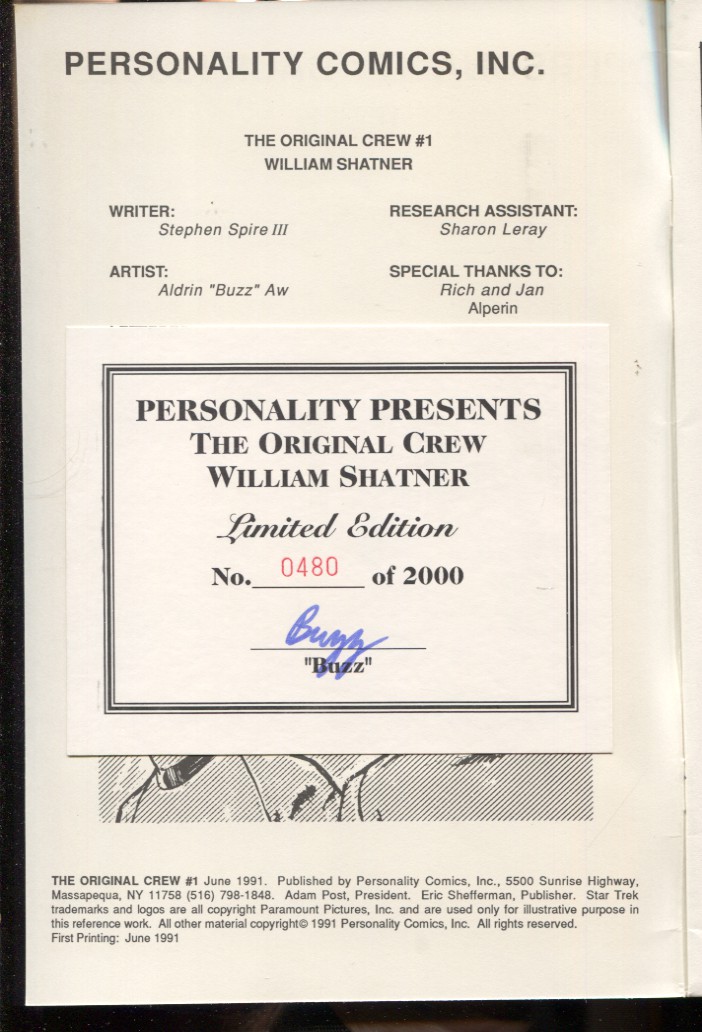 PERSONALITY COMICS, INC.
THE ORIGINAL CREW #1
WILLIAM SHATNER
WRITER:
Stephen Spire III
RESEARCH ASSISTANT:
Sharon Leray
ARTIST:
Aldrin "Buzz" Aw
SPECIAL THANKS TO:
Rich and Jan
Alperin
PERSONALITY PRESENTS
THE ORIGINAL CREW
WILLIAM SHATNER
Limited Edition
No. 0480 of 2000
Buzz
"Buzz"
THE ORIGINAL CREW #1 June 1991. Published by Personality Comics, Inc., 5500 Sunrise Highway,
Massapequa, NY 11758 (516) 798-1848. Adam Post, President. Eric Shefferman, Publisher. Star Trek
trademarks and logos are all copyright Paramount Pictures, Inc. and are used only for illustrative purpose in
this reference work. All other material copyright© 1991 Personality Comics, Inc. All rights reserved.
First Printing: June 1991